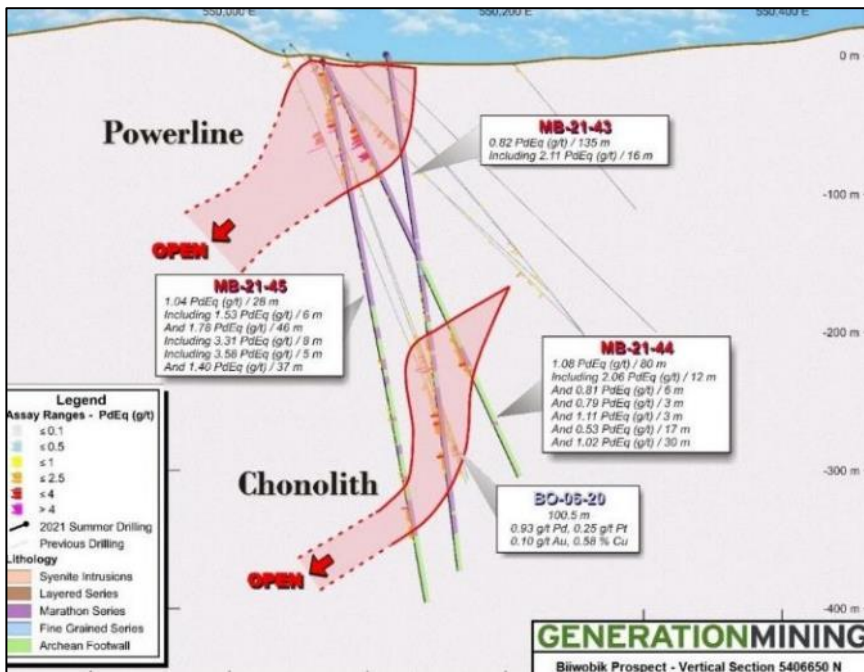 550,000 550,200 550,400
0 m
Powerline
MB-21-43
0.82 PdEq (g/t) / 135 m
Including 2.11 PdEq (g/t) / 16 m
-100 m
OPEN
MB-21-45
1.04 PdEq (g/t) / 28 m
Including 1.53 PdEq (g/t) / 6 m
And 1.78 PdEq (g/t) / 46 m
Including 3.31 PdEq (g/t) / 8 m
Including 3.58 PdEq (g/t) / 5 m
And 1.40 PdEq (g/t) / 37 m
-200 m
MB-21-44
1.08 PdEq (g/t) / 80 m
Including 2.06 PdEq (g/t) / 12 m
And 0.81 PdEq (g/t) / 6 m
And 0.79 PdEq (g/t) / 3 m
And 1.11 PdEq (g/t) / 3 m
And 0.53 PdEq (g/t) / 17 m
And 1.02 PdEq (g/t) / 30 m
Legend
Assay Ranges - PdEq (g/t)
≤ 0.1
≤ 0.5
≤ 1
≤ 2.5
≤ 4
> 4
2021 Summer Drilling
Previous Drilling
Lithology
Syenite Intrusions
Layered Series
Marathon Series
Fine Grained Series
Archean Footwall
-300 m
Chonolith
BO-06-20
100.5 m
0.93 g/t Pd, 0.25 g/t Pt
0.10 g/t Au, 0.58 % Cu
OPEN
-400 m
GENERATIONMINING
Biiwobik Prospect - Vertical Section 5406650 N